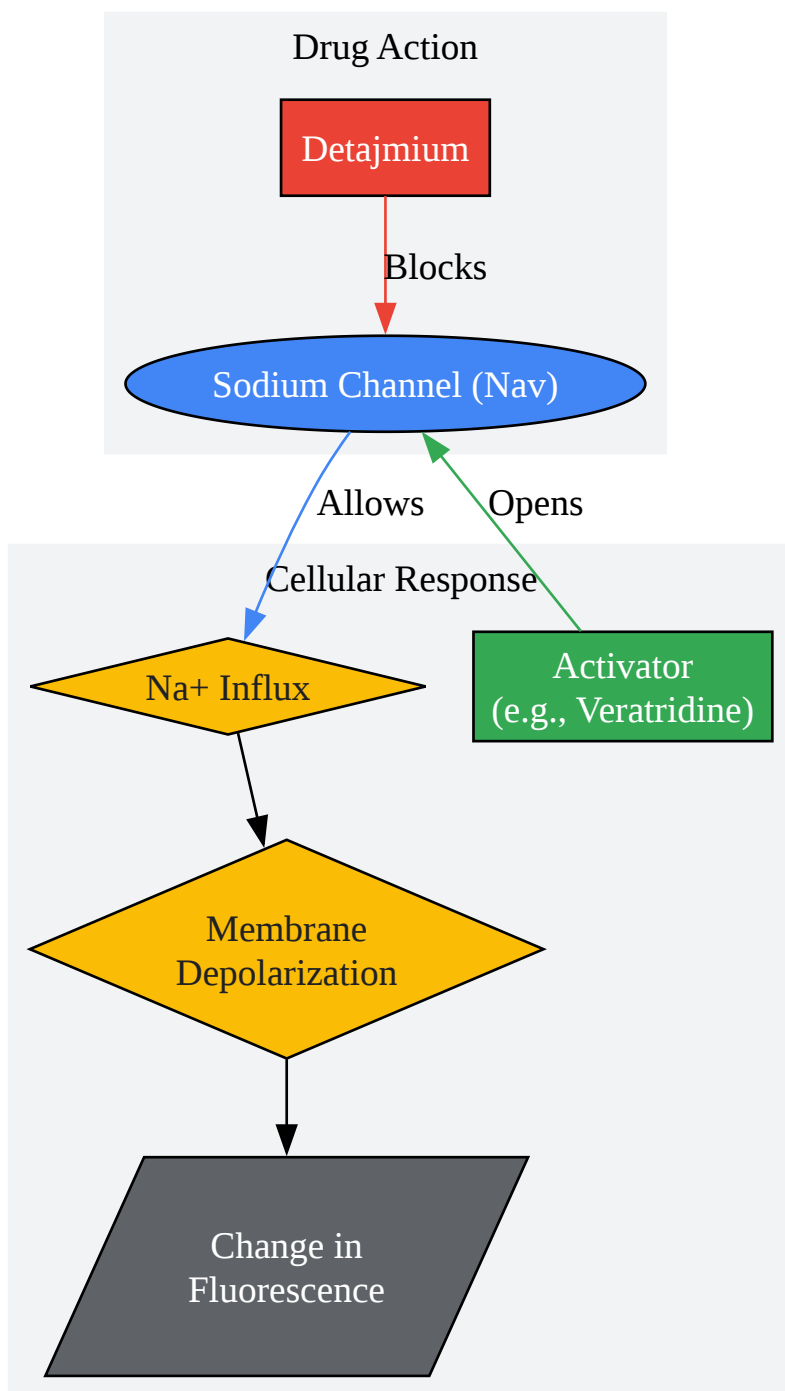 Drug Action
Detajmium
Blocks
Sodium Channel (Nav)
Allows
Opens
Cellular Response
Na+ Influx
Activator
(e.g., Veratridine)
Membrane
Depolarization
Change in
Fluorescence